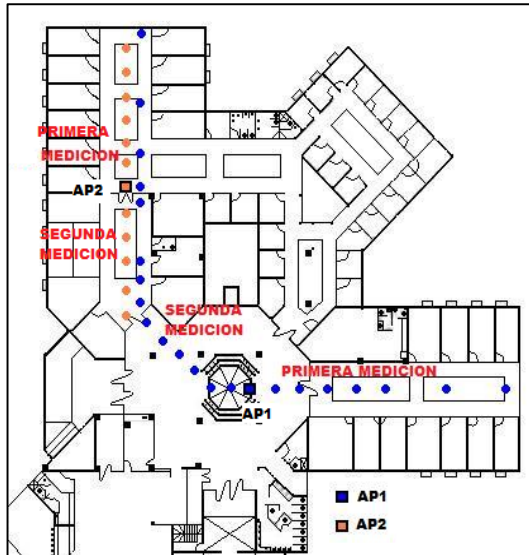 PRIMERA
MEDICION
AP2
SEGUNDA
MEDICION
SEGUNDA
MEDICION
PRIMERA MEDICION
AP1
AP1
AP2